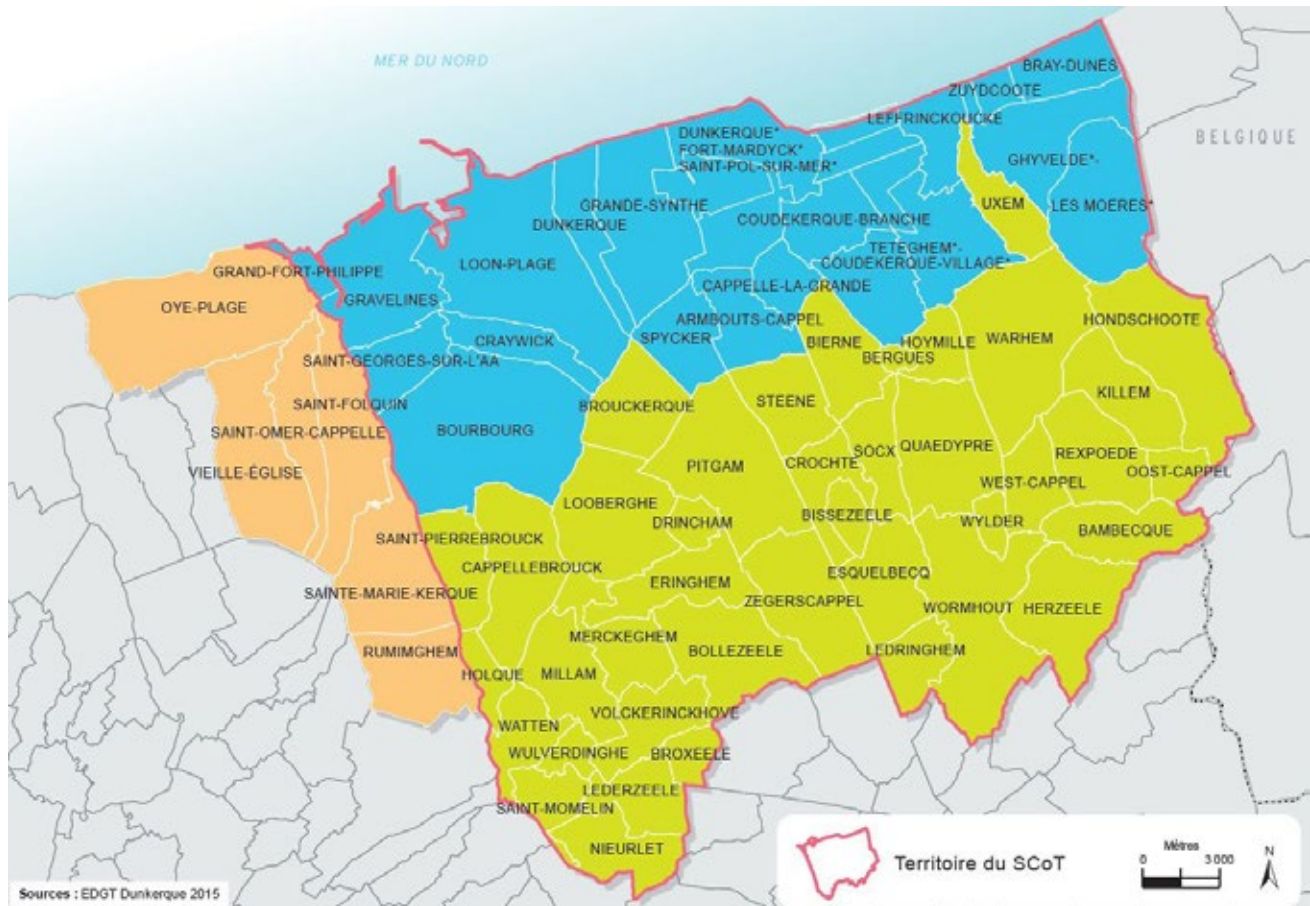 MER DU NORD
BRAY-DUNES
ZUYDCOOTE
LEFFRINCKOUCKE
BELGIQUE
DUNKERQUE*
FORT-MARDYCK*
SAINT-POL-SUR-MER*
GHYVELDE*-
LES MOERES*
UXEM
GRANDE-SYNTHE
DUNKERQUE
COUDEKERQUE-BRANCHE
TETEGHEM*-
COUDEKERQUE-VILLAGE*
LOON-PLAGE
GRAND-FORT-PHILIPPE
GRAVELINES
OYE-PLAGE
CAPPELLE-LA-GRANDE
ARMBOUTS-CAPPEL
SPYCKER
CRAYWICK
SAINT-GEORGES-SUR-L'AA
BIERNE
BERGUES
HOYMILLE
WARHEM
HONDSCHOOTE
KILLEM
SAINT-FOLQUIN
SAINT-OMER-CAPPELLE
VIEILLE-ÉGLISE
BOURBOURG
BROUCKERQUE
STEENE
PITGAM
CROCHTE
SOCX
QUAEDYPRE
REXPOEDE
WEST-CAPPEL
OOST-CAPPEL
LOOBERGHE
DRINCHAM
BISSEZEELE
WYLDER
BAMBECQUE
SAINT-PIERREBROUCK
CAPPELLEBROUCK
ERINGHEM
ESQUELBECQ
ZEGERSCAPPEL
WORMHOUT
HERZEELE
SAINTE-MARIE-KERQUE
RUMIMGHEM
MERCKEGHEM
BOLLEZEELE
LEDRINGHEM
HOLQUE
MILLAM
WATTEN
VOLCKERINCKHOVE
WULVERDINGHE
BROXEELE
LEDERZEELE
SAINT-MOMELIN
NIEURLET
Territoire du SCoT
Mètres
0 3 000
N
Sources : EDGT Dunkerque 2015